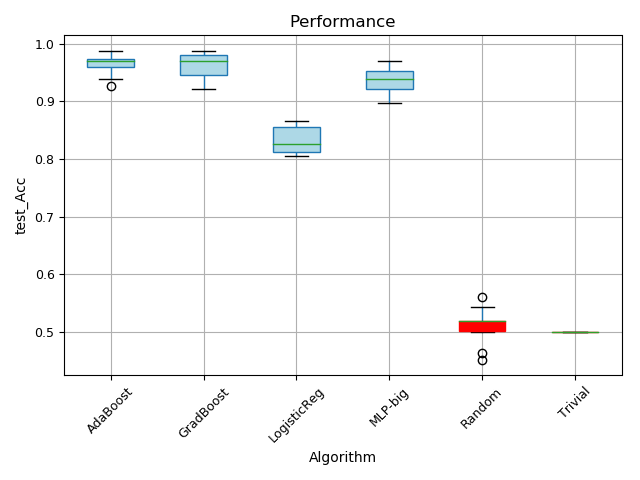 Performance
1.0
0.9
0.8
0.7
0.6
0.5
test_Acc
AdaBoost
GradBoost
LogisticReg
MLP-big
Random
Trivial
Algorithm